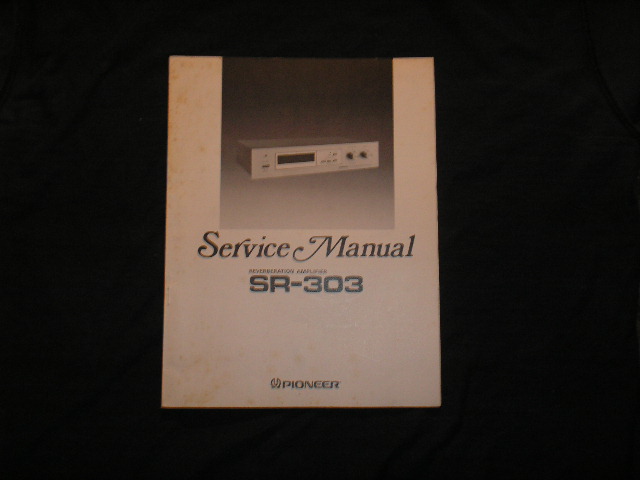 Service Manual
REVERBERATION AMPLIFIER
SR-303
PIONEER